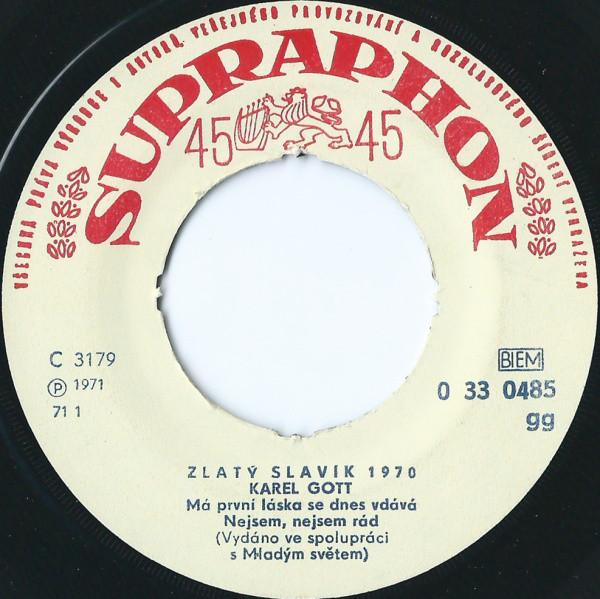 VŠECHNA PRÁVA VÝROBCE I AUTORŮ VEŘEJNÉHO PROVOZOVÁNÍ A ROZHLASOVÉHO ŠÍŘENÍ VYHRAŽENA
SUPRAPHON
45 45
C 3179
Ⓟ 1971
71 1
BIEM
0 33 0485
gg
ZLATÝ SLAVÍK 1970
KAREL GOTT
Má první láska se dnes vdává
Nejsem, nejsem rád
(Vydáno ve spolupráci
s Mladým světem)